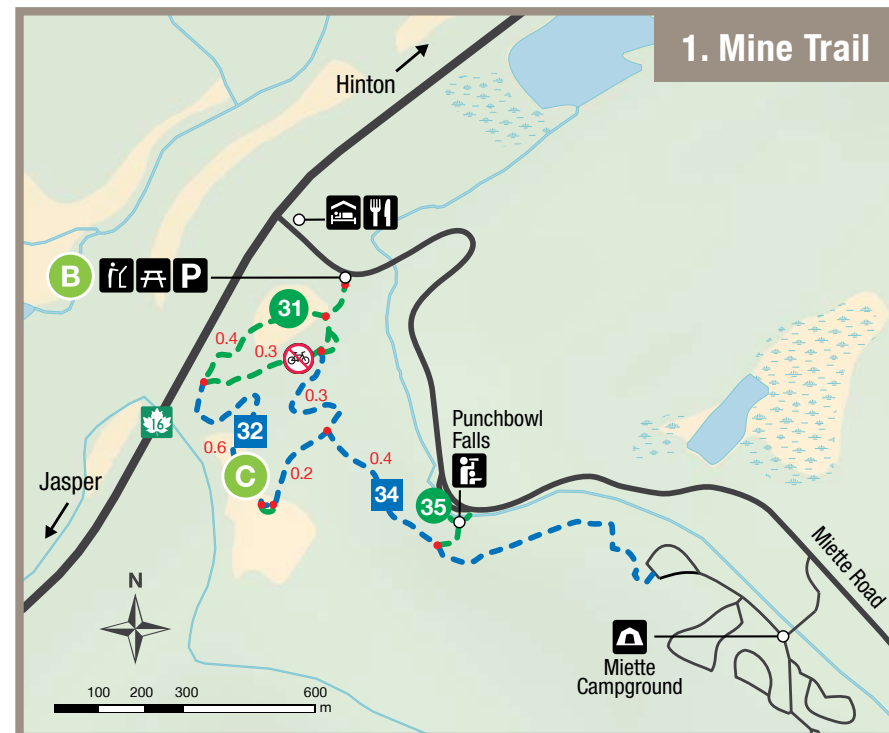 1. Mine Trail
Hinton
B
P
31
0.4
0.3
0.3
16
32
Punchbowl
Falls
0.6
C
0.2
0.4
Jasper
34
35
Miette Road
N
Miette
Campground
100 200 300 600
m